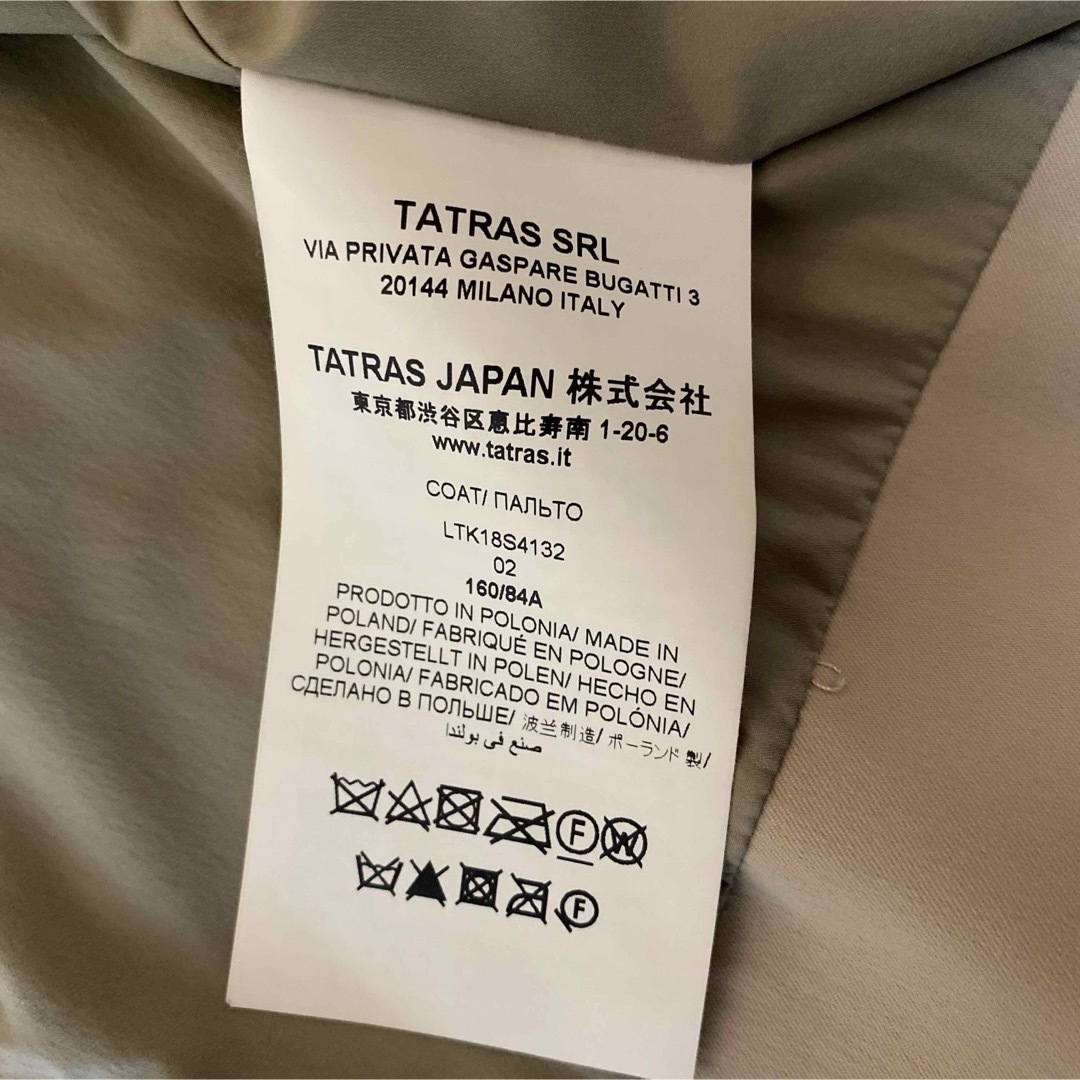 TATRAS SRL
VIA PRIVATA GASPARE BUGATTI 3
20144 MILANO ITALY
TATRAS JAPAN 株式会社
東京都渋谷区恵比寿南 1-20-6
www.tatras.it
COAT/ ПАЛЬТО
LTK18S4132
02
160/84A
PRODOTTO IN POLONIA/ MADE IN
POLAND/ FABRIQUÉ EN POLOGNE/
HERGESTELLT IN POLEN/ HECHO EN
POLONIA/ FABRICADO EM POLÓNIA/
СДЕЛАНО В ПОЛЬШЕ/ 波兰制造/ ポーランド 製/
صنع في بولندا
F W
F